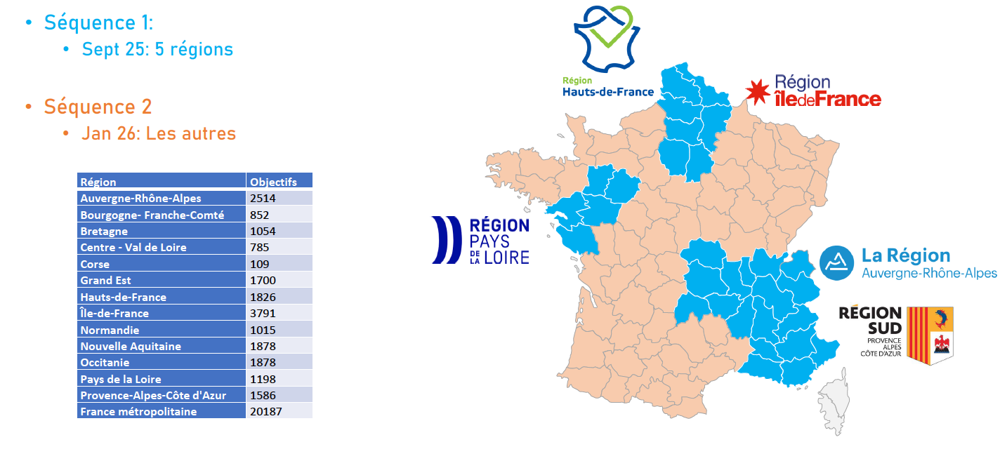 • Séquence 1:
• Sept 25: 5 régions
• Séquence 2
• Jan 26: Les autres
Région Objectifs
Auvergne-Rhône-Alpes 2514
Bourgogne- Franche-Comté 852
Bretagne 1054
Centre - Val de Loire 785
Corse 109
Grand Est 1700
Hauts-de-France 1826
Île-de-France 3791
Normandie 1015
Nouvelle Aquitaine 1878
Occitanie 1878
Pays de la Loire 1198
Provence-Alpes-Côte d'Azur 1586
France métropolitaine 20187
Région
Hauts-de-France
Région
îledeFrance
RÉGION
PAYS
DE LA LOIRE
La Région
Auvergne-Rhône-Alpes
RÉGION
SUD
PROVENCE
ALPES
CÔTE D'AZUR